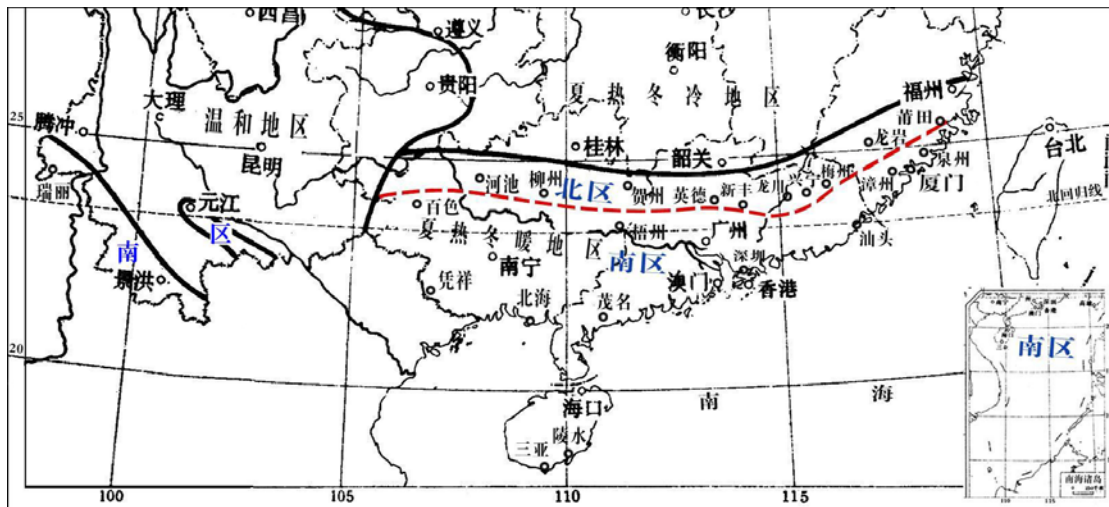 西昌
遵义
长沙
衡阳
贵阳
夏热冬冷地区
福州
莆田
大理
温和地区
25
腾冲
昆明
桂林
韶关
龙岩
25
台北
泉州
瑞丽
河池
柳州
北区
贺州
英德
新丰
龙川
兴宁
梅州
漳州
厦门
北回归线
元江
百色
夏热冬暖地区
梧州
广州
汕头
南
区
南宁
南区
深圳
景洪
凭祥
澳门
香港
北海
茂名
20
20
南区
海口
南海
陵水
三亚
南海诸岛
100
105
110
115
110
115